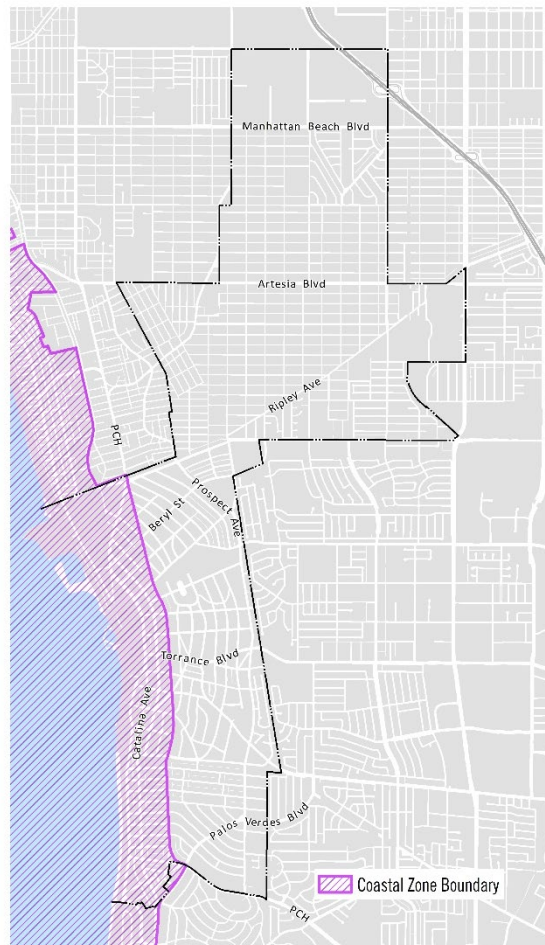 Manhattan Beach Blvd
Artesia Blvd
Ripley Ave
PCH
Prospect Ave
Beryl St
Torrance Blvd
Catalina Ave
Palos Verdes Blvd
Coastal Zone Boundary
PCH